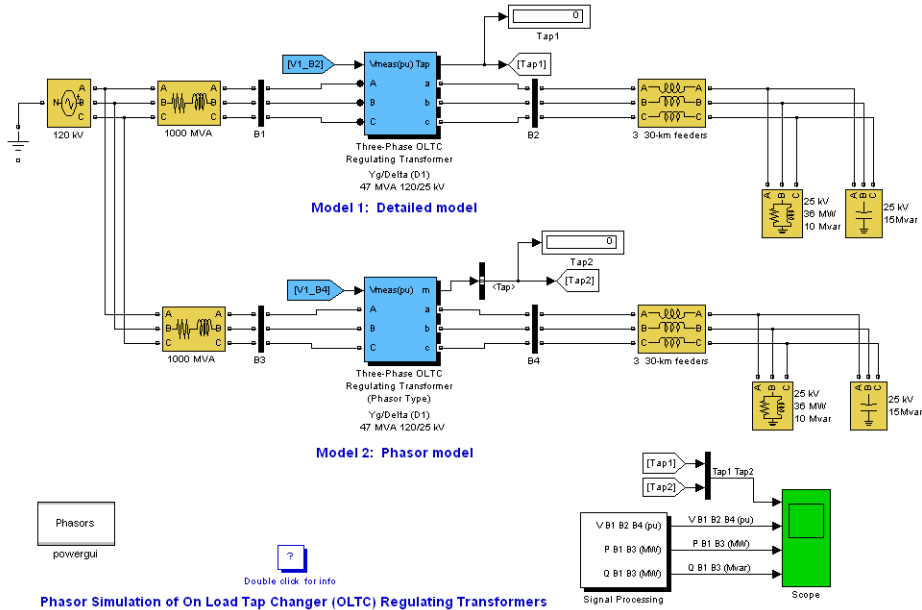 0
Tap1
[V1_B2]
Vmeas(pu) Tap
[Tap1]
A
a
B
b
C
c
N
A
B
C
120 kV
A
B
C
A
B
C
1000 MVA
B1
B2
A
B
C
A
B
C
3 30-km feeders
Three-Phase OLTC
Regulating Transformer
Yg/Delta (D1)
47 MVA 120/25 kV
Model 1: Detailed model
A B C
25 kV
36 MW
10 Mvar
A B C
25 kV
15Mvar
0
Tap2
[V1_B4]
Vmeas(pu) m
<Tap>
[Tap2]
A
a
B
b
C
c
A
B
C
A
B
C
1000 MVA
B3
B4
A
B
C
A
B
C
3 30-km feeders
Three-Phase OLTC
Regulating Transformer
(Phasor Type)
Yg/Delta (D1)
47 MVA 120/25 kV
Model 2: Phasor model
A B C
25 kV
36 MW
10 Mvar
A B C
25 kV
15Mvar
[Tap1]
[Tap2]
Tap1 Tap2
V B1 B2 B4 (pu)
V B1 B2 B4 (pu)
P B1 B3 (MW)
P B1 B3 (MW)
Q B1 B3 (MW)
Q B1 B3 (Mvar)
Signal Processing
Scope
Phasors
powergui
?
Double click for info
Phasor Simulation of On Load Tap Changer (OLTC) Regulating Transformers